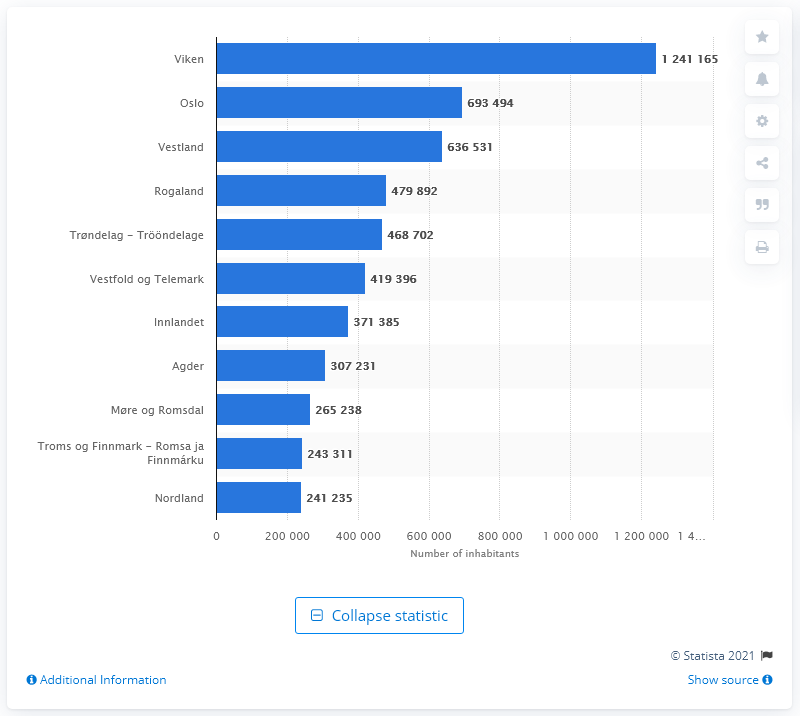 Viken 1 241 165
Oslo 693 494
Vestland 636 531
Rogaland 479 892
Trøndelag – Trööndelage 468 702
Vestfold og Telemark 419 396
Innlandet 371 385
Agder 307 231
Møre og Romsdal 265 238
Troms og Finnmark – Romsa ja
Finnmárku 243 311
Nordland 241 235
0 200 000 400 000 600 000 800 000 1 000 000 1 200 000 1 4...
Number of inhabitants
Collapse statistic
© Statista 2021
Additional Information Show source